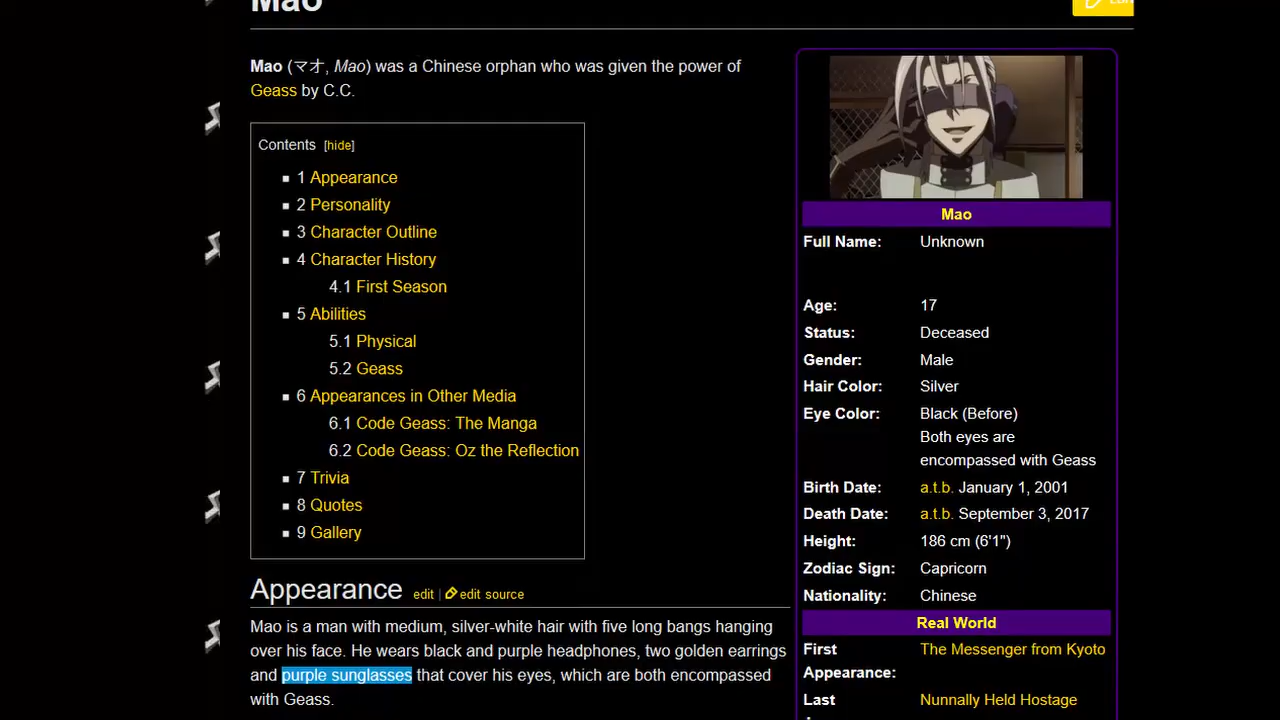 Mao
Mao (マオ, Mao) was a Chinese orphan who was given the power of
Geass by C.C.
Contents [hide]
1 Appearance
2 Personality
3 Character Outline
4 Character History
4.1 First Season
5 Abilities
5.1 Physical
5.2 Geass
6 Appearances in Other Media
6.1 Code Geass: The Manga
6.2 Code Geass: Oz the Reflection
7 Trivia
8 Quotes
9 Gallery
Appearance edit | edit source
Mao is a man with medium, silver-white hair with five long bangs hanging
over his face. He wears black and purple headphones, two golden earrings
and purple sunglasses that cover his eyes, which are both encompassed
with Geass.
Mao
Full Name: Unknown
Age: 17
Status: Deceased
Gender: Male
Hair Color: Silver
Eye Color: Black (Before)
Both eyes are
encompassed with Geass
Birth Date: a.t.b. January 1, 2001
Death Date: a.t.b. September 3, 2017
Height: 186 cm (6'1")
Zodiac Sign: Capricorn
Nationality: Chinese
Real World
First The Messenger from Kyoto
Appearance:
Last Nunnally Held Hostage